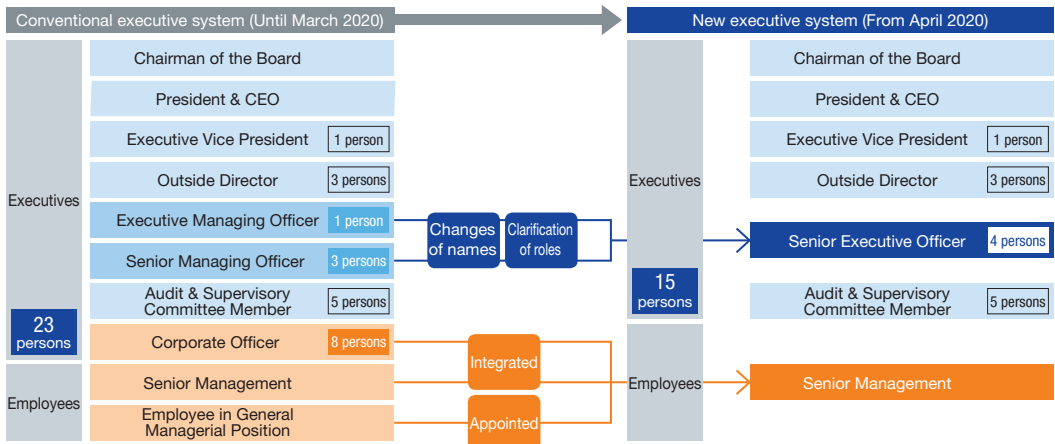 Conventional executive system (Until March 2020)
New executive system (From April 2020)
Executives
23
persons
Employees
Chairman of the Board
President & CEO
Executive Vice President
1 person
Outside Director
3 persons
Executive Managing Officer
1 person
Senior Managing Officer
3 persons
Audit & Supervisory
Committee Member
5 persons
Corporate Officer
8 persons
Senior Management
Employee in General
Managerial Position
Changes
of names
Clarification
of roles
Integrated
Appointed
Executives
15
persons
Employees
Chairman of the Board
President & CEO
Executive Vice President
1 person
Outside Director
3 persons
Senior Executive Officer
4 persons
Audit & Supervisory
Committee Member
5 persons
Senior Management